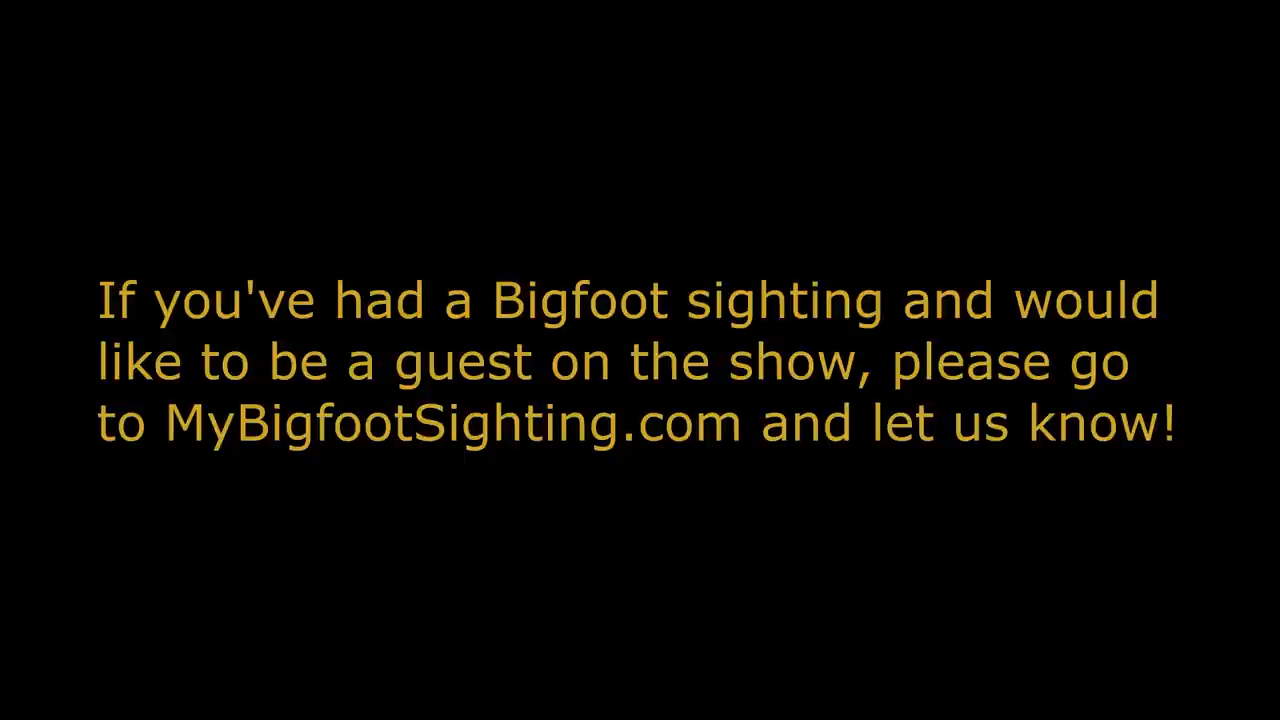 If you've had a Bigfoot sighting and would
like to be a guest on the show, please go
to MyBigfootSighting.com and let us know!